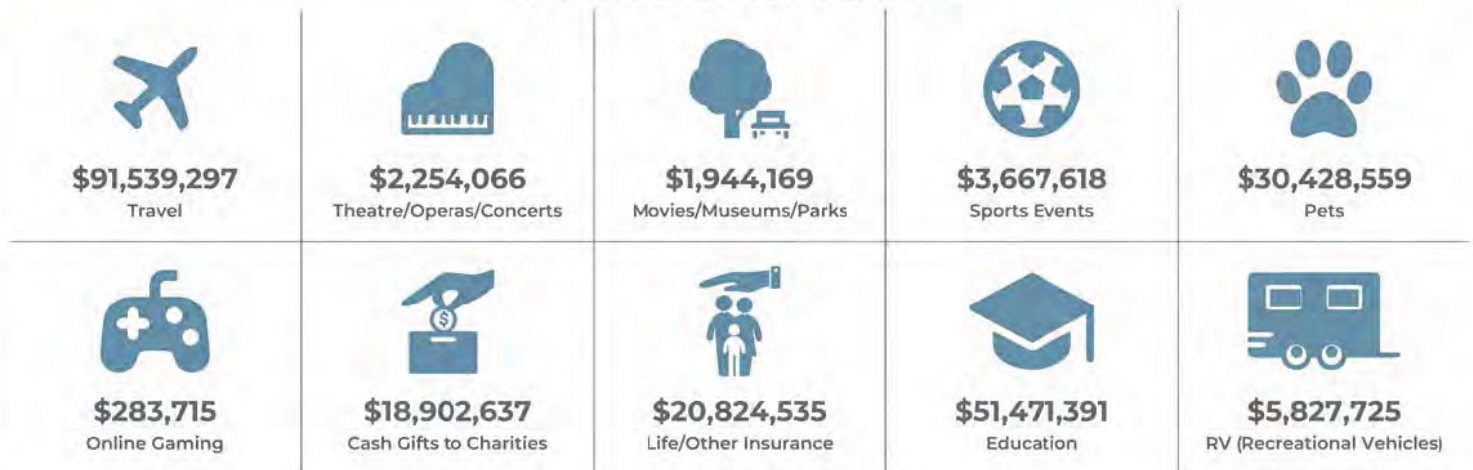 $91,539,297
Travel
$2,254,066
Theatre/Operas/Concerts
$1,944,169
Movies/Museums/Parks
$3,667,618
Sports Events
$30,428,559
Pets
$283,715
Online Gaming
$
$18,902,637
Cash Gifts to Charities
$20,824,535
Life/Other Insurance
$51,471,391
Education
$5,827,725
RV (Recreational Vehicles)